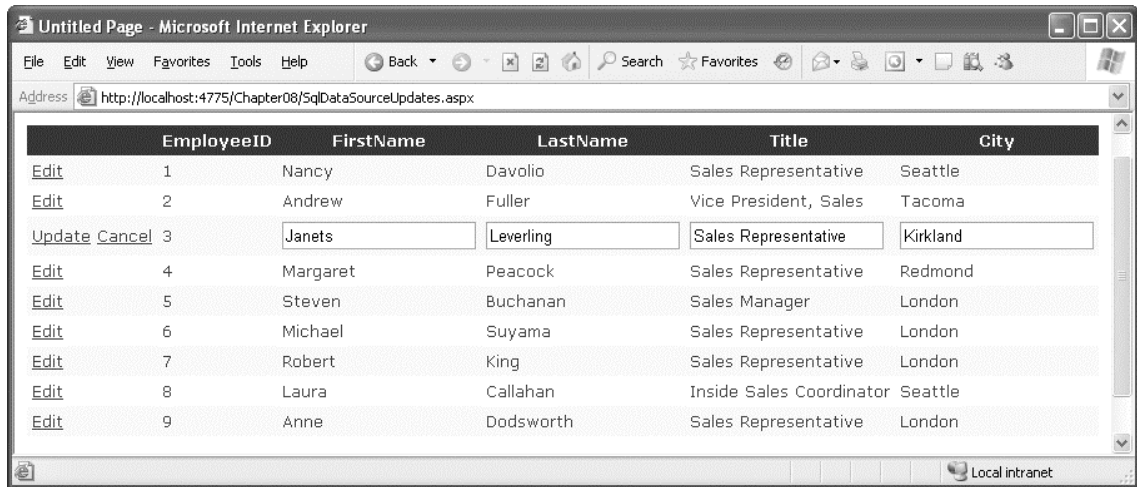 Untitled Page - Microsoft Internet Explorer
File Edit View Favorites Tools Help Back Search Favorites
Address http://localhost:4775/Chapter08/SqlDataSourceUpdates.aspx
EmployeeID FirstName LastName Title City
Edit 1 Nancy Davolio Sales Representative Seattle
Edit 2 Andrew Fuller Vice President, Sales Tacoma
Update Cancel 3 Janets Leverling Sales Representative Kirkland
Edit 4 Margaret Peacock Sales Representative Redmond
Edit 5 Steven Buchanan Sales Manager London
Edit 6 Michael Suyama Sales Representative London
Edit 7 Robert King Sales Representative London
Edit 8 Laura Callahan Inside Sales Coordinator Seattle
Edit 9 Anne Dodsworth Sales Representative London
Local intranet